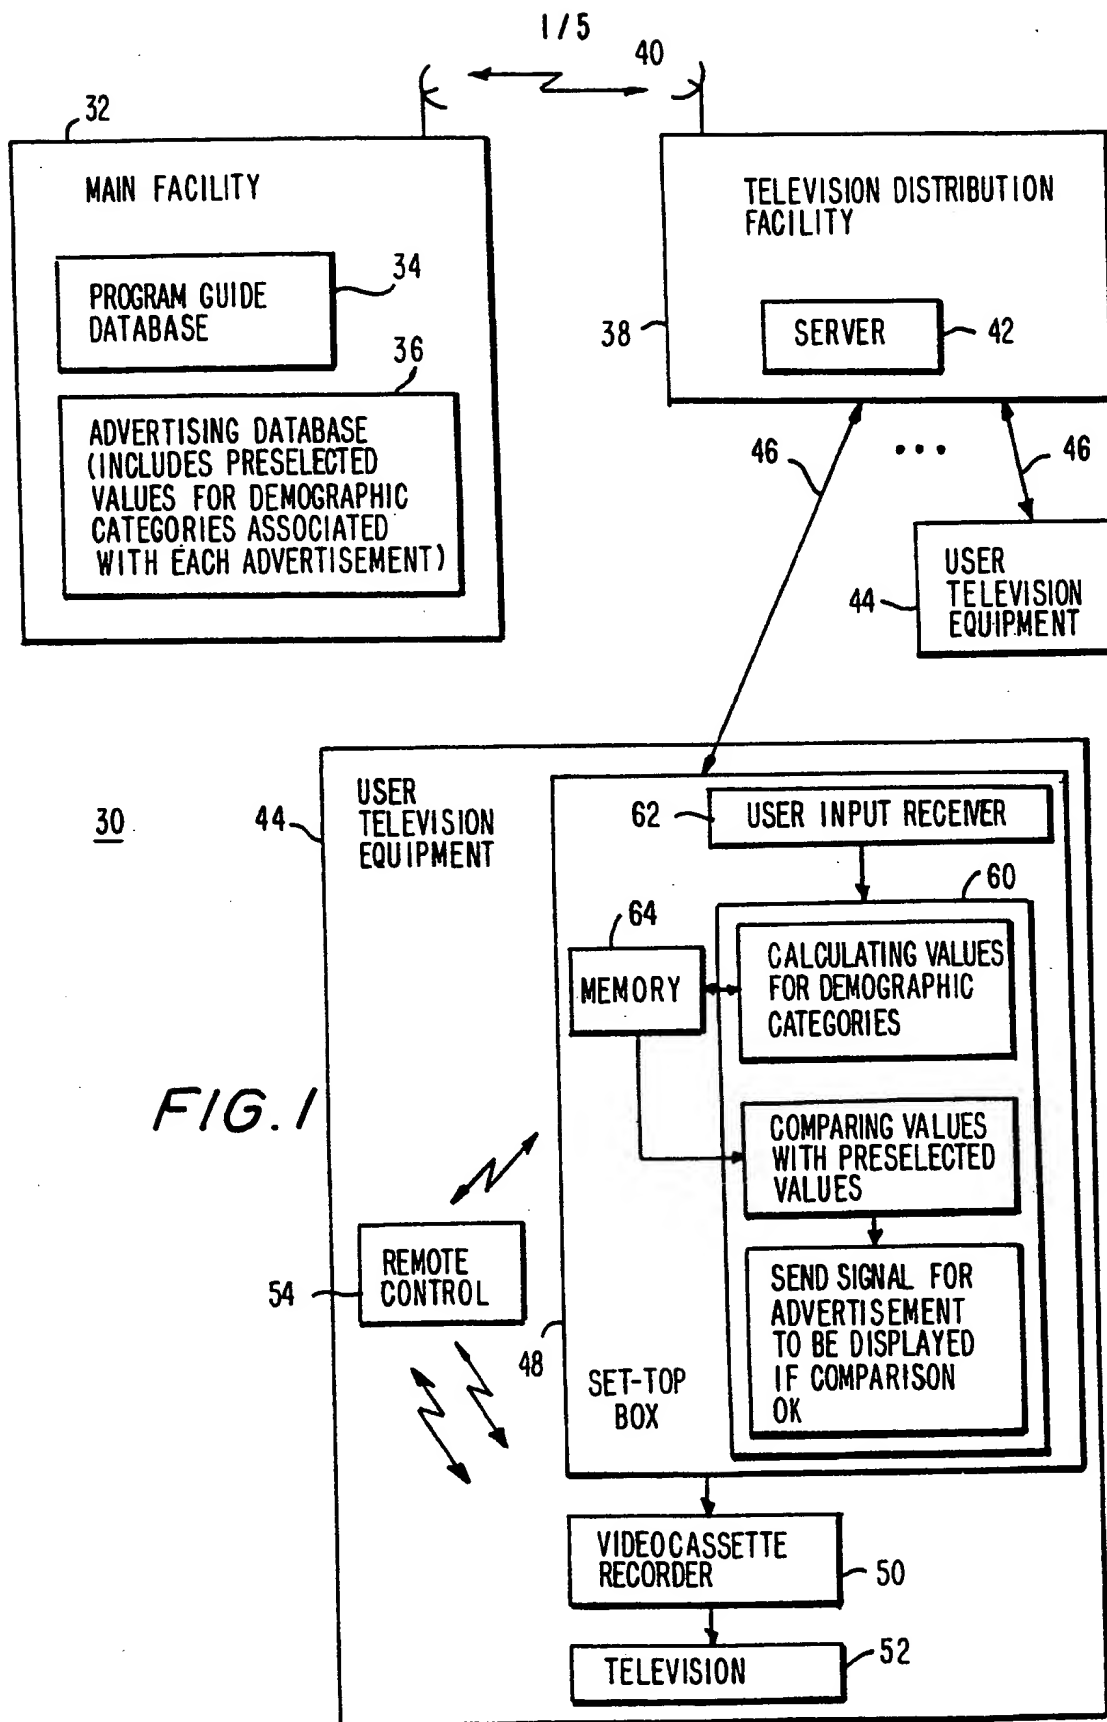 1/5
40
32
MAIN FACILITY
34
PROGRAM GUIDE
DATABASE
36
ADVERTISING DATABASE
(INCLUDES PRESELECTED
VALUES FOR DEMOGRAPHIC
CATEGORIES ASSOCIATED
WITH EACH ADVERTISEMENT)
TELEVISION DISTRIBUTION
FACILITY
38
SERVER
42
46
...
46
USER
TELEVISION
EQUIPMENT
44
30
44
USER
TELEVISION
EQUIPMENT
62
USER INPUT RECEIVER
60
64
MEMORY
CALCULATING VALUES
FOR DEMOGRAPHIC
CATEGORIES
FIG. 1
COMPARING VALUES
WITH PRESELECTED
VALUES
REMOTE
CONTROL
54
SEND SIGNAL FOR
ADVERTISEMENT
TO BE DISPLAYED
IF COMPARISON
OK
48
SET-TOP
BOX
VIDEOCASSETTE
RECORDER
50
TELEVISION
52